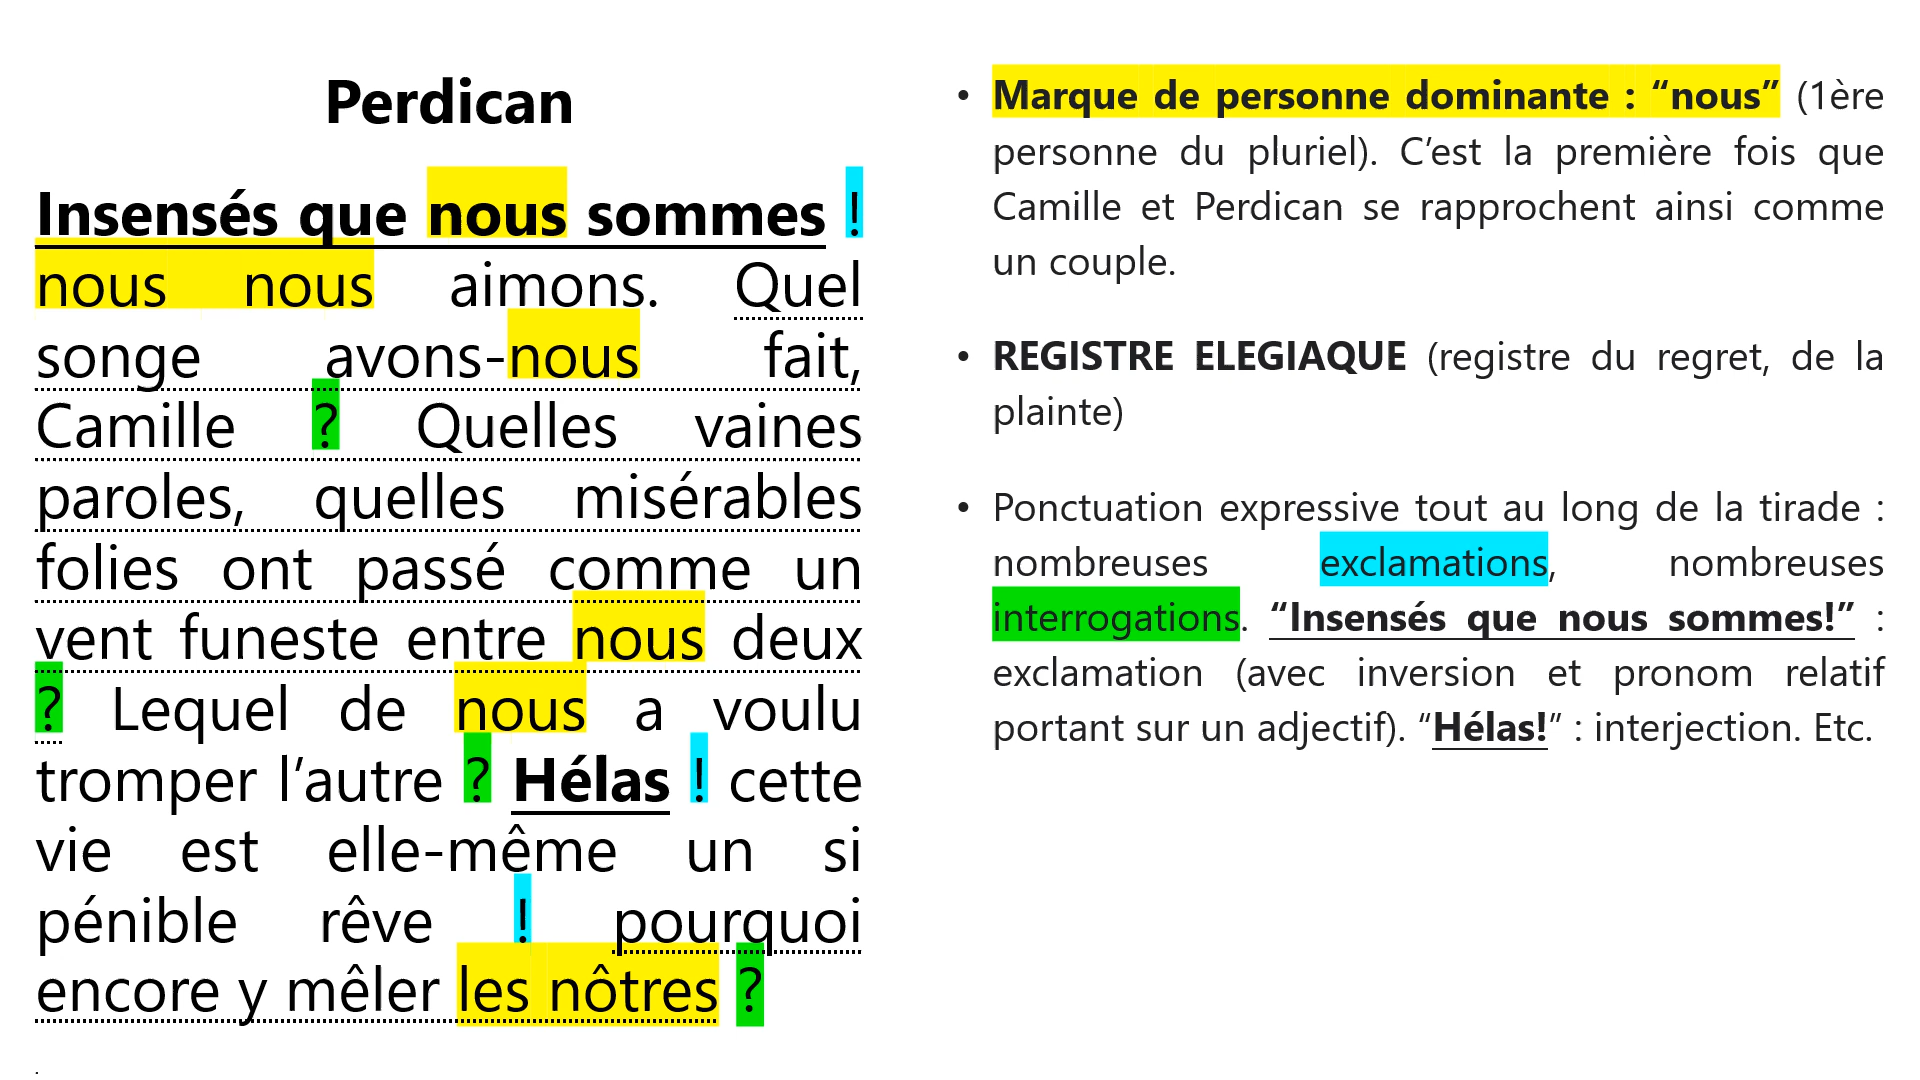 Perdican
Insensés que nous sommes !
nous nous aimons. Quel
songe avons-nous fait,
Camille ? Quelles vaines
paroles, quelles misérables
folies ont passé comme un
vent funeste entre nous deux
? Lequel de nous a voulu
tromper l’autre ? Hélas ! cette
vie est elle-même un si
pénible rêve ! pourquoi
encore y mêler les nôtres ?
.
• Marque de personne dominante : “nous” (1ère
personne du pluriel). C’est la première fois que
Camille et Perdican se rapprochent ainsi comme
un couple.
• REGISTRE ELEGIAQUE (registre du regret, de la
plainte)
• Ponctuation expressive tout au long de la tirade :
nombreuses exclamations, nombreuses
interrogations. “Insensés que nous sommes!” :
exclamation (avec inversion et pronom relatif
portant sur un adjectif). “Hélas!” : interjection. Etc.